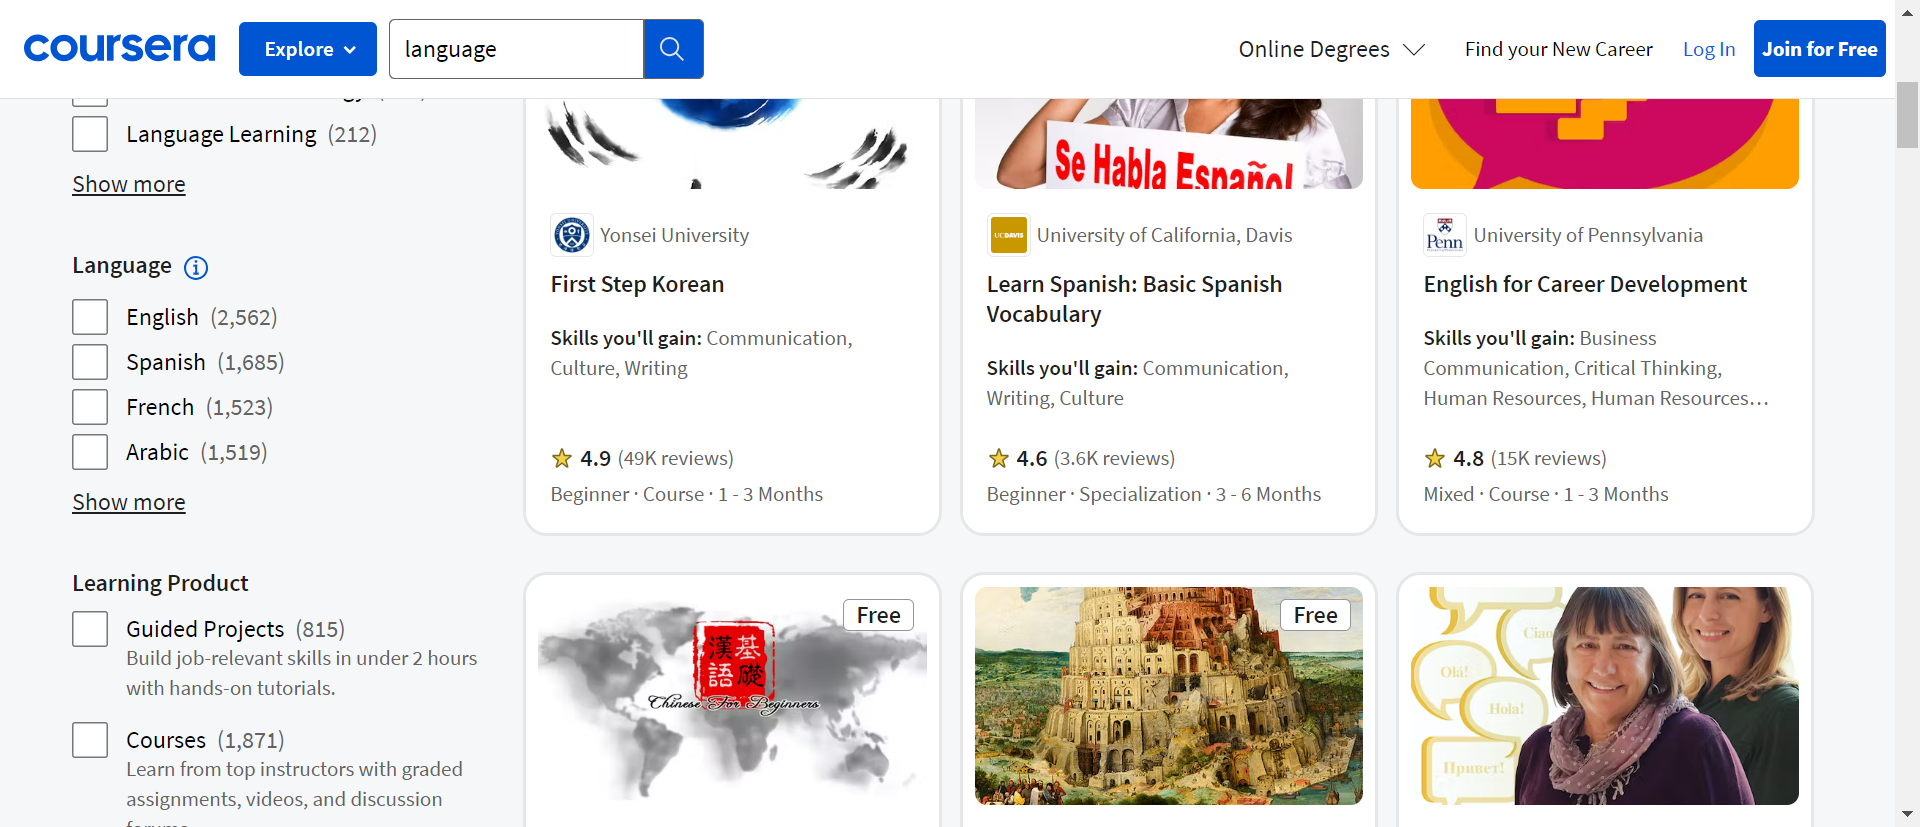 coursera
Explore
language
Online Degrees
Find your New Career
Log In
Join for Free
Language Learning (212)
Show more
Language
English (2,562)
Spanish (1,685)
French (1,523)
Arabic (1,519)
Show more
Learning Product
Guided Projects (815)
Build job-relevant skills in under 2 hours
with hands-on tutorials.
Courses (1,871)
Learn from top instructors with graded
assignments, videos, and discussion
forums.
Yonsei University
First Step Korean
Skills you'll gain: Communication,
Culture, Writing
4.9 (49K reviews)
Beginner · Course · 1 - 3 Months
Se Habla Español
UCDAVIS
University of California, Davis
Learn Spanish: Basic Spanish
Vocabulary
Skills you'll gain: Communication,
Writing, Culture
4.6 (3.6K reviews)
Beginner · Specialization · 3 - 6 Months
Penn
University of Pennsylvania
English for Career Development
Skills you'll gain: Business
Communication, Critical Thinking,
Human Resources, Human Resources…
4.8 (15K reviews)
Mixed · Course · 1 - 3 Months
Free
漢基
語礎
Chinese For Beginners
Free
Ciao
Olá!
Hola!
Привет!